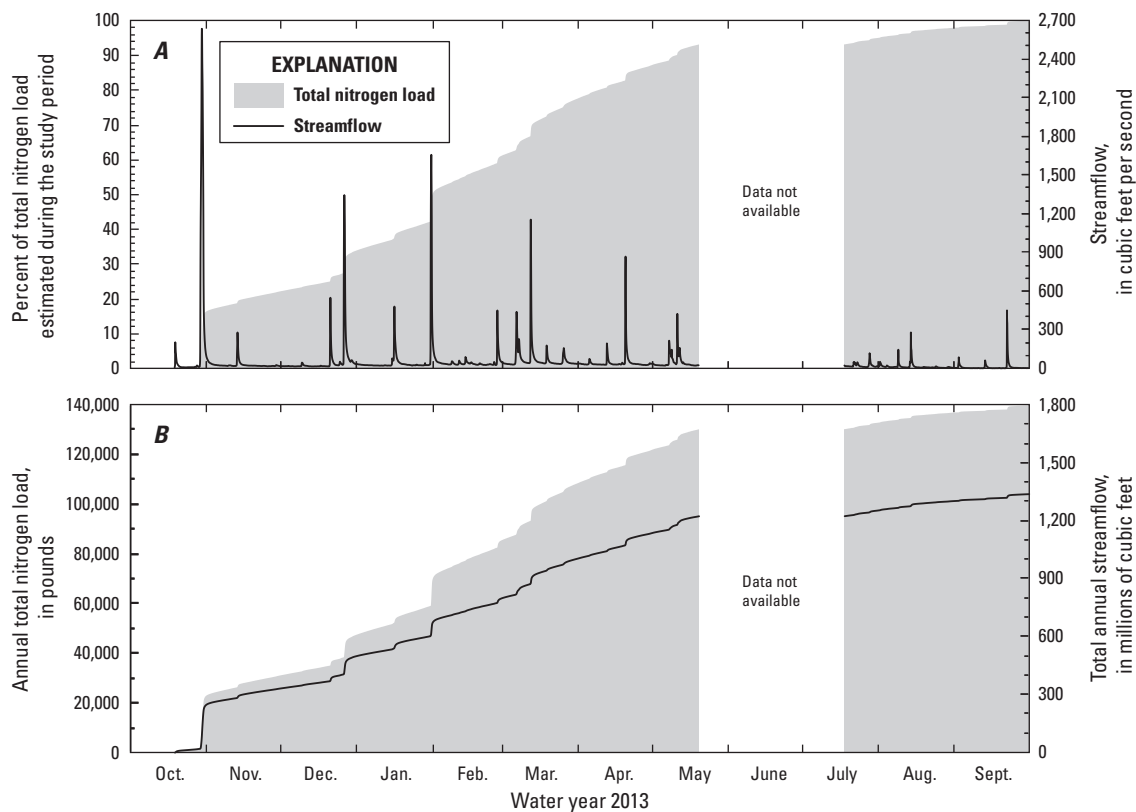 A
EXPLANATION
Total nitrogen load
Streamflow
Percent of total nitrogen load
estimated during the study period
100
90
80
70
60
50
40
30
20
10
0
Data not
available
2,700
2,400
2,100
1,800
1,500
1,200
900
600
300
0
Streamflow,
in cubic feet per second
B
Annual total nitrogen load,
in pounds
140,000
120,000
100,000
80,000
60,000
40,000
20,000
0
Data not
available
1,800
1,500
1,200
900
600
300
0
Total annual streamflow,
in millions of cubic feet
Oct. Nov. Dec. Jan. Feb. Mar. Apr. May June July Aug. Sept.
Water year 2013